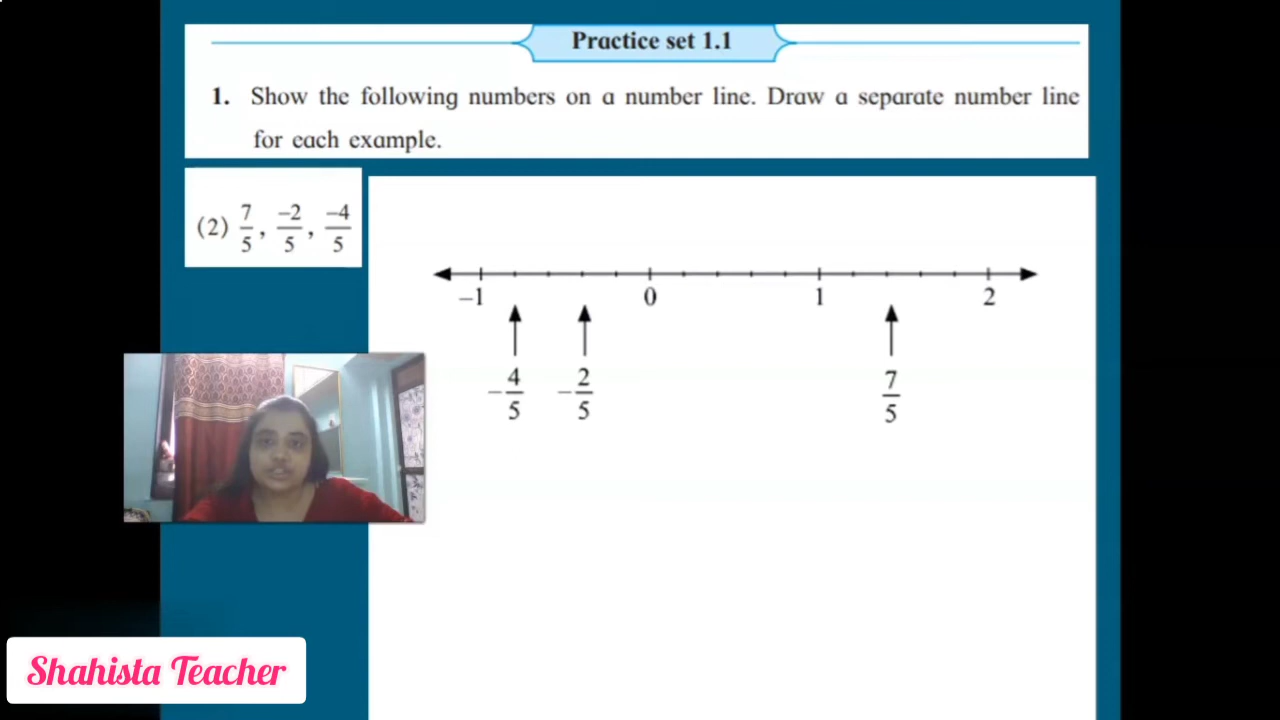 Practice set 1.1
1. Show the following numbers on a number line. Draw a separate number line
for each example.
(2) 7/5, -2/5, -4/5
-1 0 1 2
-4/5 -2/5 7/5
Shahista Teacher